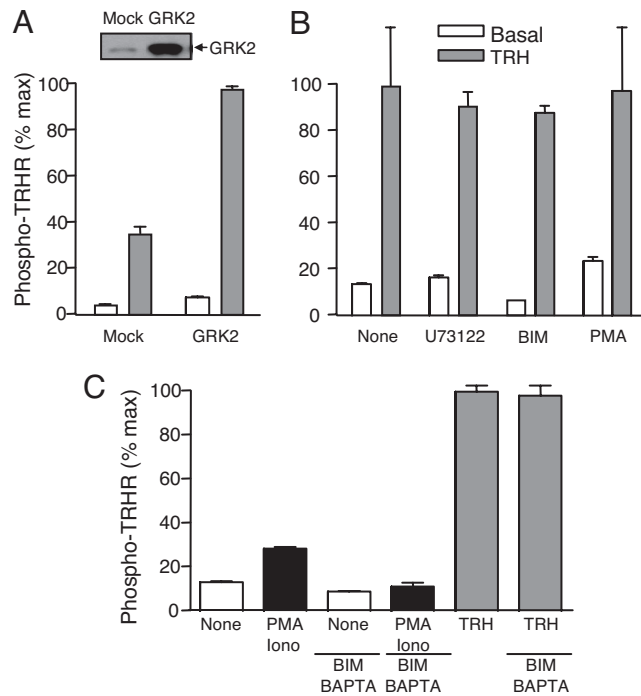 A
Mock GRK2
GRK2
Phospho-TRHR (% max)
100
80
60
40
20
0
Mock GRK2
B
Basal
TRH
100
80
60
40
20
0
None U73122 BIM PMA
C
Phospho-TRHR (% max)
100
80
60
40
20
0
None PMA None PMA TRH TRH
Iono Iono
BIM BIM BIM
BAPTA BAPTA BAPTA